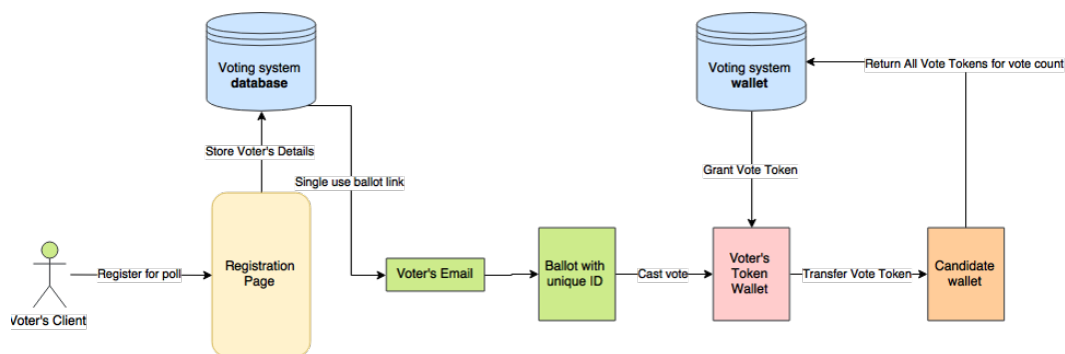 Voting system
database
Voting system
wallet
Return All Vote Tokens for vote count
Store Voter's Details
Single use ballot link
Grant Vote Token
Register for poll
Registration
Page
Voter's Email
Ballot with
unique ID
Cast vote
Voter's
Token
Wallet
Transfer Vote Token
Candidate
wallet
Voter's Client